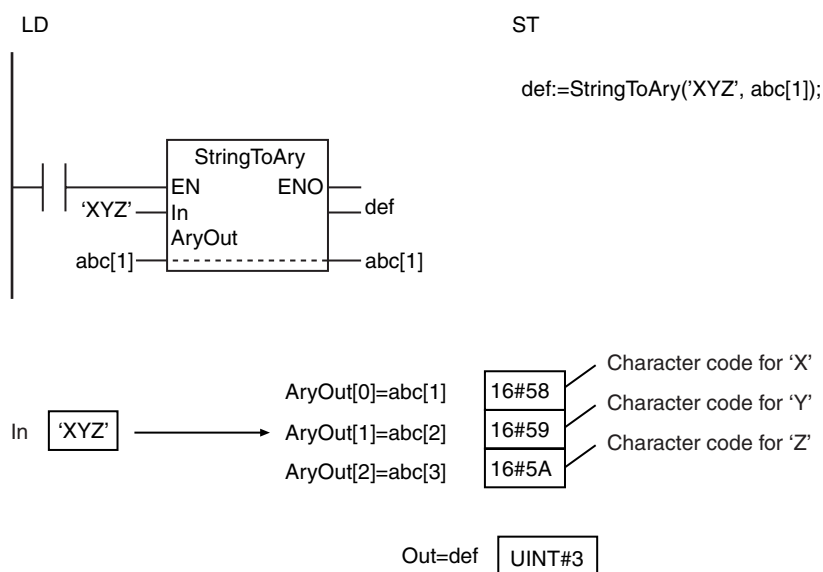 LD
ST
def:=StringToAry('XYZ', abc[1]);
StringToAry
EN ENO
‘XYZ’ In def
AryOut
abc[1] abc[1]
Character code for ‘X’
AryOut[0]=abc[1] 16#58
Character code for ‘Y’
In ‘XYZ’ AryOut[1]=abc[2] 16#59
Character code for ‘Z’
AryOut[2]=abc[3] 16#5A
Out=def UINT#3